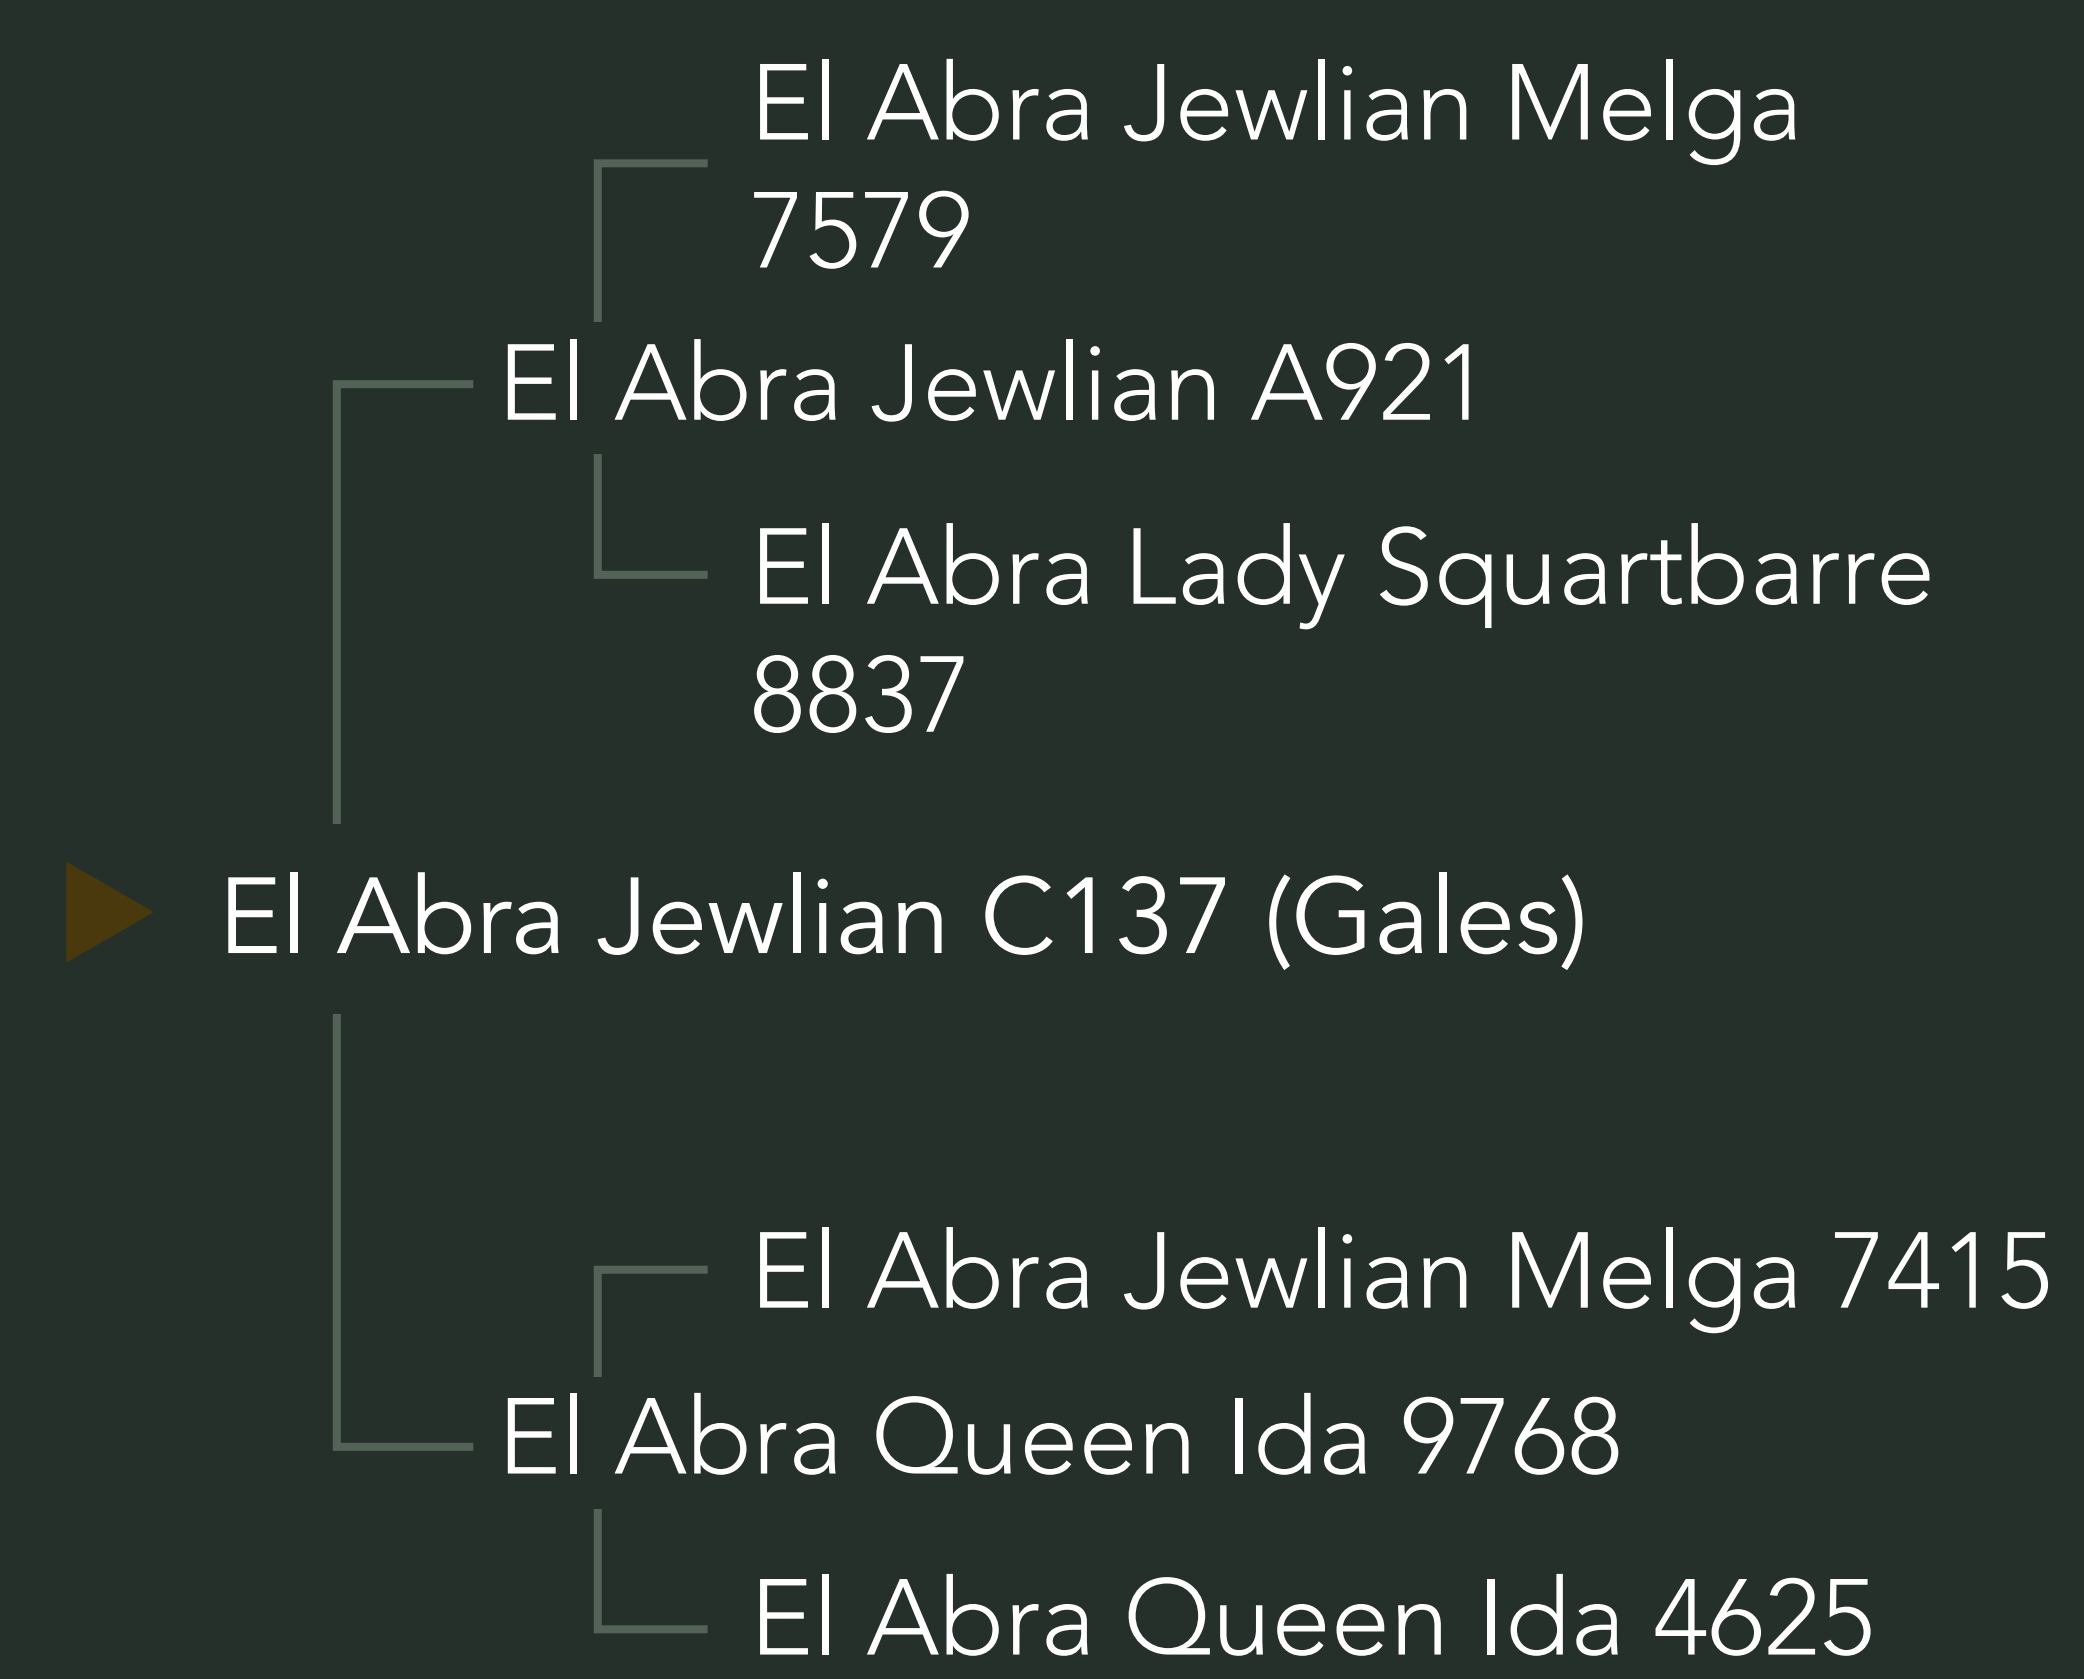 El Abra Jewlian Melga
7579
El Abra Jewlian A921
El Abra Lady Squartbarre
8837
El Abra Jewlian C137 (Gales)
El Abra Jewlian Melga 7415
El Abra Queen Ida 9768
El Abra Queen Ida 4625